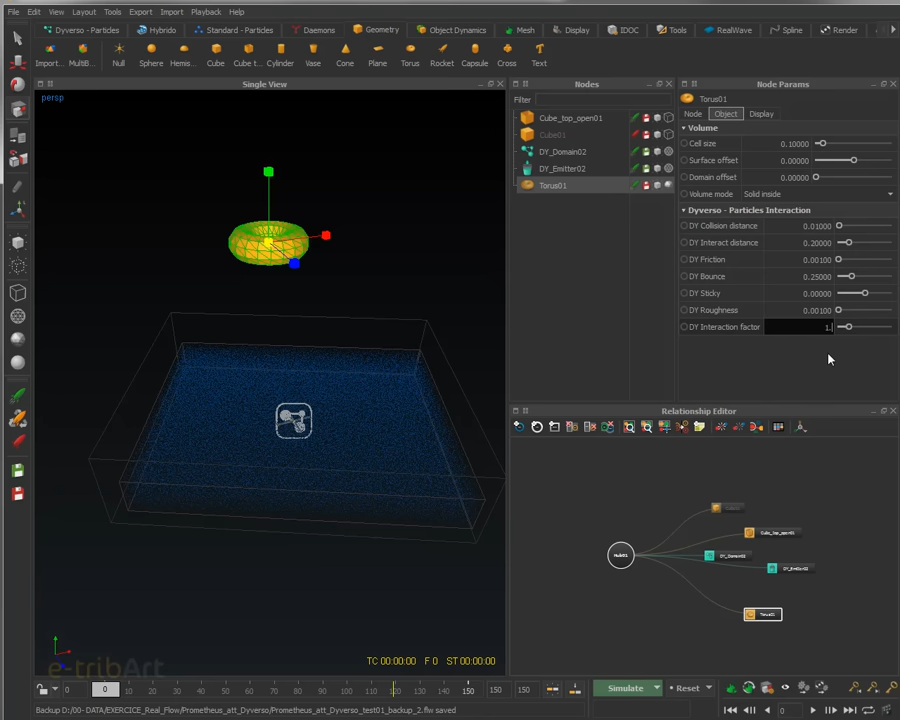 File Edit View Layout Tools Export Import Playback Help
Dyverso - Particles Hybrido Standard - Particles Daemons Geometry Object Dynamics Mesh Display IDOC Tools RealWave Spline Render
Import... MultiB... Null Sphere Hemis... Cube Cube t... Cylinder Vase Cone Plane Torus Rocket Capsule Cross Text
Single View
persp
TC 00:00:00 F 0 ST 00:00:00
e-tribArt
Nodes
Filter
Cube_top_open01
Cube01
DY_Domain02
DY_Emitter02
Torus01
Node Params
Torus01
Node Object Display
Volume
Cell size 0.10000
Surface offset 0.00000
Domain offset 0.00000
Volume mode Solid inside
Dyverso - Particles Interaction
DY Collision distance 0.01000
DY Interact distance 0.20000
DY Friction 0.00100
DY Bounce 0.25000
DY Sticky 0.00000
DY Roughness 0.00100
DY Interaction factor 1.
Relationship Editor
Hub01
Cube_top_open01
DY_Domain02
DY_Emitter02
Torus01
0 0 10 20 30 40 50 60 70 80 90 100 110 120 130 140 150 150 150
Simulate Reset
Backup D:/00- DATA/EXERCICE_Real_Flow/Prometheus_att_Dyverso/Prometheus_att_Dyverso_test01_backup_2.flw saved
0